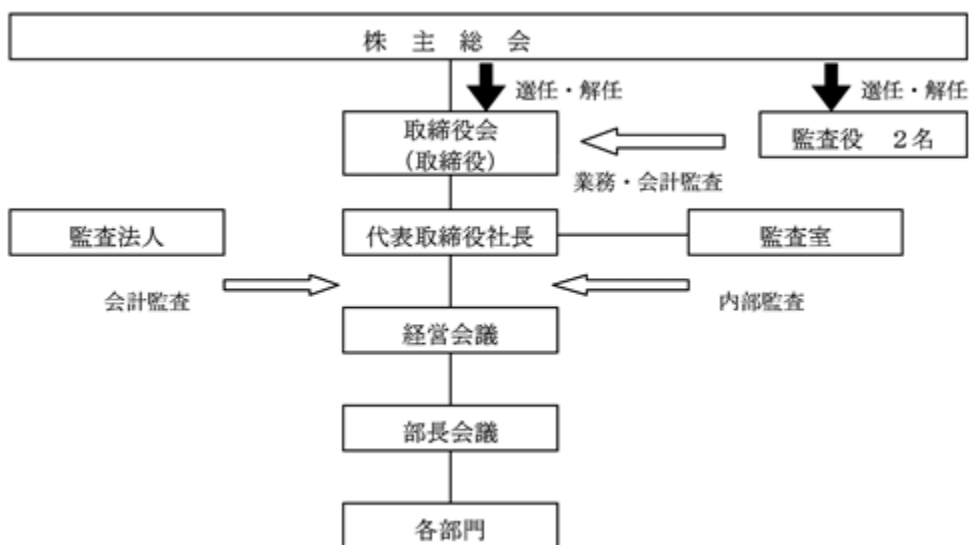 株主総会
選任・解任
選任・解任
取締役会
(取締役)
監査役 2名
業務・会計監査
監査法人
代表取締役社長
監査室
会計監査
内部監査
経営会議
部長会議
各部門